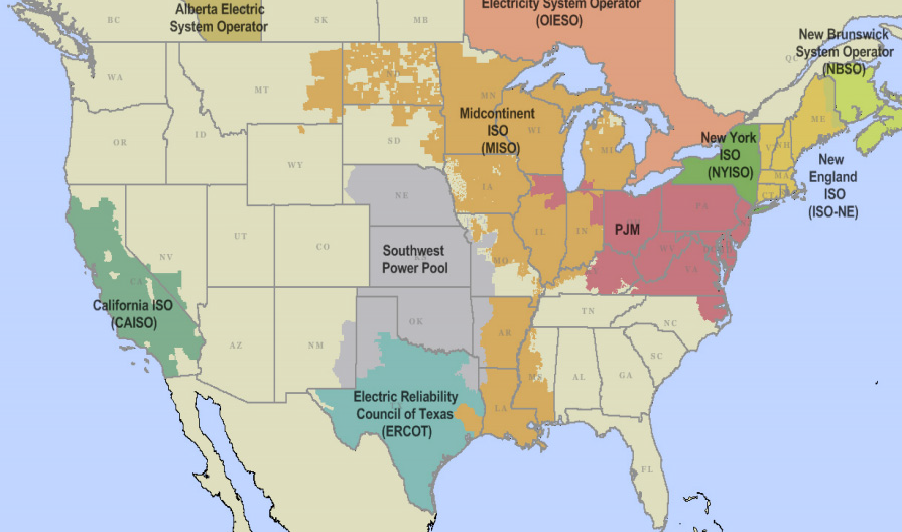 BC
Alberta Electric
System Operator
SK
MB
Electricity System Operator
(OIESO)
New Brunswick
System Operator
(NBSO)
QC
WA
MT
ND
MN
ME
OR
ID
WY
SD
WI
MI
Midcontinent
ISO
(MISO)
New York
ISO
(NYISO)
VT
NH
MA
CT
New
England
ISO
(ISO-NE)
NE
IA
PA
NV
UT
CO
Southwest
Power Pool
MO
IL
IN
PJM
WV
VA
CA
California ISO
(CAISO)
AZ
NM
OK
AR
TN
NC
SC
MS
AL
GA
LA
FL
Electric Reliability
Council of Texas
(ERCOT)